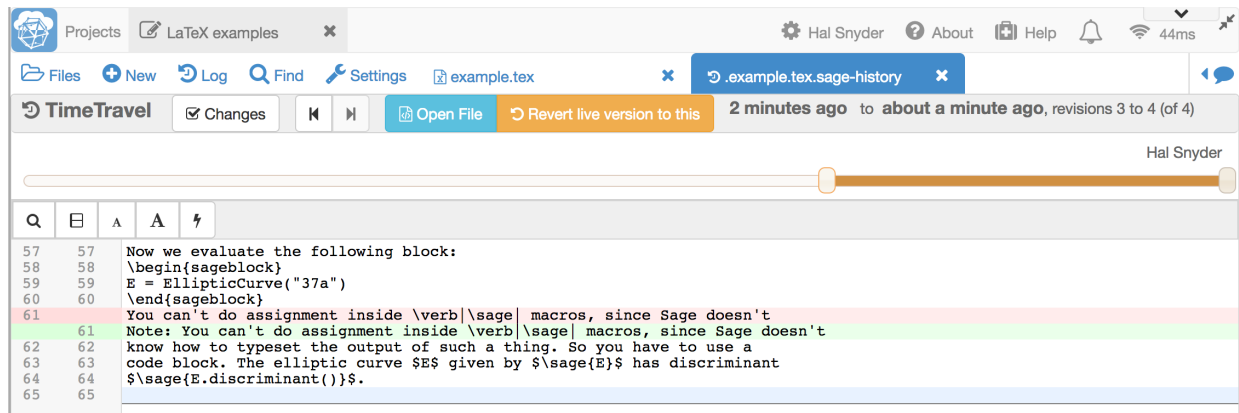 Projects LaTeX examples Hal Snyder About Help 44ms
Files New Log Find Settings example.tex .example.tex.sage-history
TimeTravel Changes Open File Revert live version to this 2 minutes ago to about a minute ago, revisions 3 to 4 (of 4)
Hal Snyder
A A
57 57 Now we evaluate the following block:
58 58 \begin{sageblock}
59 59 E = EllipticCurve("37a")
60 60 \end{sageblock}
61 You can't do assignment inside \verb|\sage| macros, since Sage doesn't
61 Note: You can't do assignment inside \verb|\sage| macros, since Sage doesn't
62 62 know how to typeset the output of such a thing. So you have to use a
63 63 code block. The elliptic curve $E$ given by $\sage{E}$ has discriminant
64 64 $\sage{E.discriminant()}$.
65 65